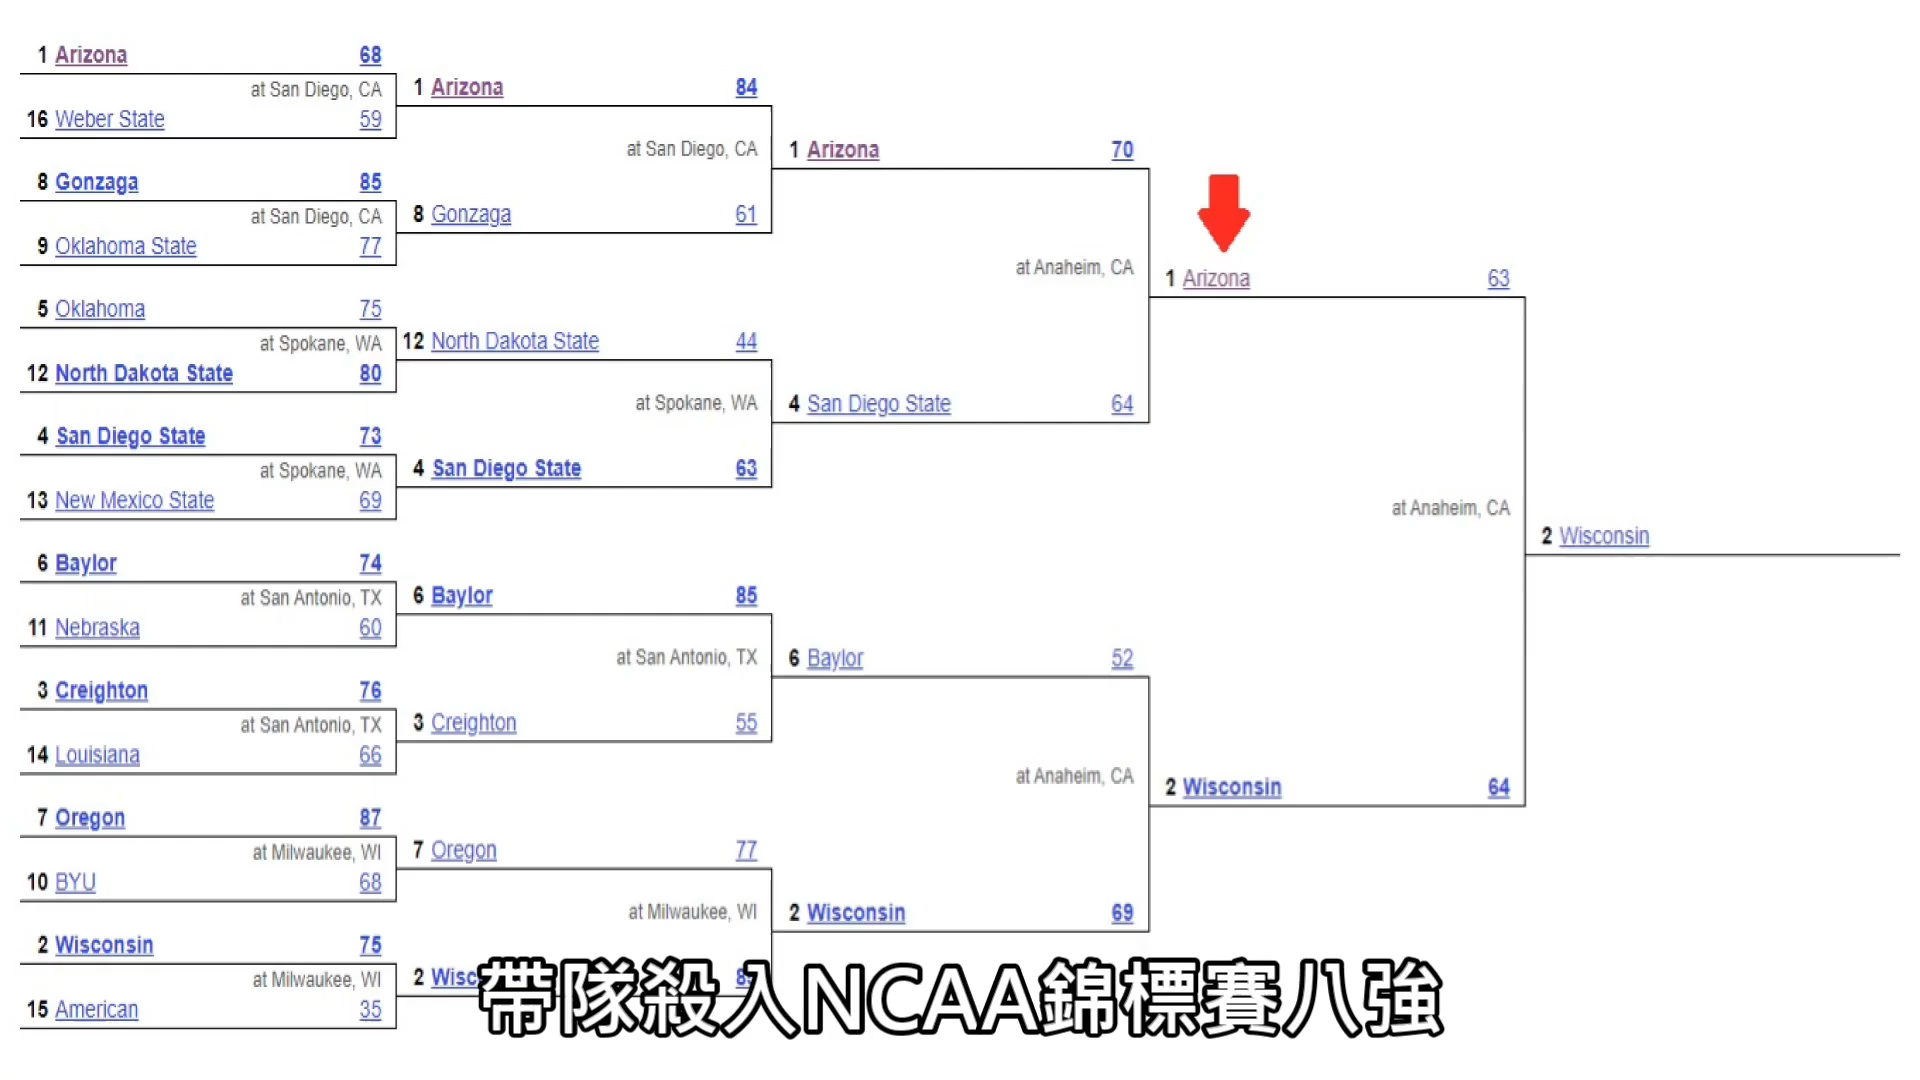 1 Arizona 68
at San Diego, CA
16 Weber State 59
8 Gonzaga 85
at San Diego, CA
9 Oklahoma State 77
5 Oklahoma 75
at Spokane, WA
12 North Dakota State 80
4 San Diego State 73
at Spokane, WA
13 New Mexico State 69
6 Baylor 74
at San Antonio, TX
11 Nebraska 60
3 Creighton 76
at San Antonio, TX
14 Louisiana 66
7 Oregon 87
at Milwaukee, WI
10 BYU 68
2 Wisconsin 75
at Milwaukee, WI
15 American 35
1 Arizona 84
at San Diego, CA
8 Gonzaga 61
12 North Dakota State 44
at Spokane, WA
4 San Diego State 63
6 Baylor 85
at San Antonio, TX
3 Creighton 55
7 Oregon 77
at Milwaukee, WI
2
1 Arizona 70
at Anaheim, CA
4 San Diego State 64
6 Baylor 52
at Anaheim, CA
2 Wisconsin 69
1 Arizona 63
at Anaheim, CA
2 Wisconsin 64
2 Wisconsin
帶隊殺入NCAA錦標賽八強